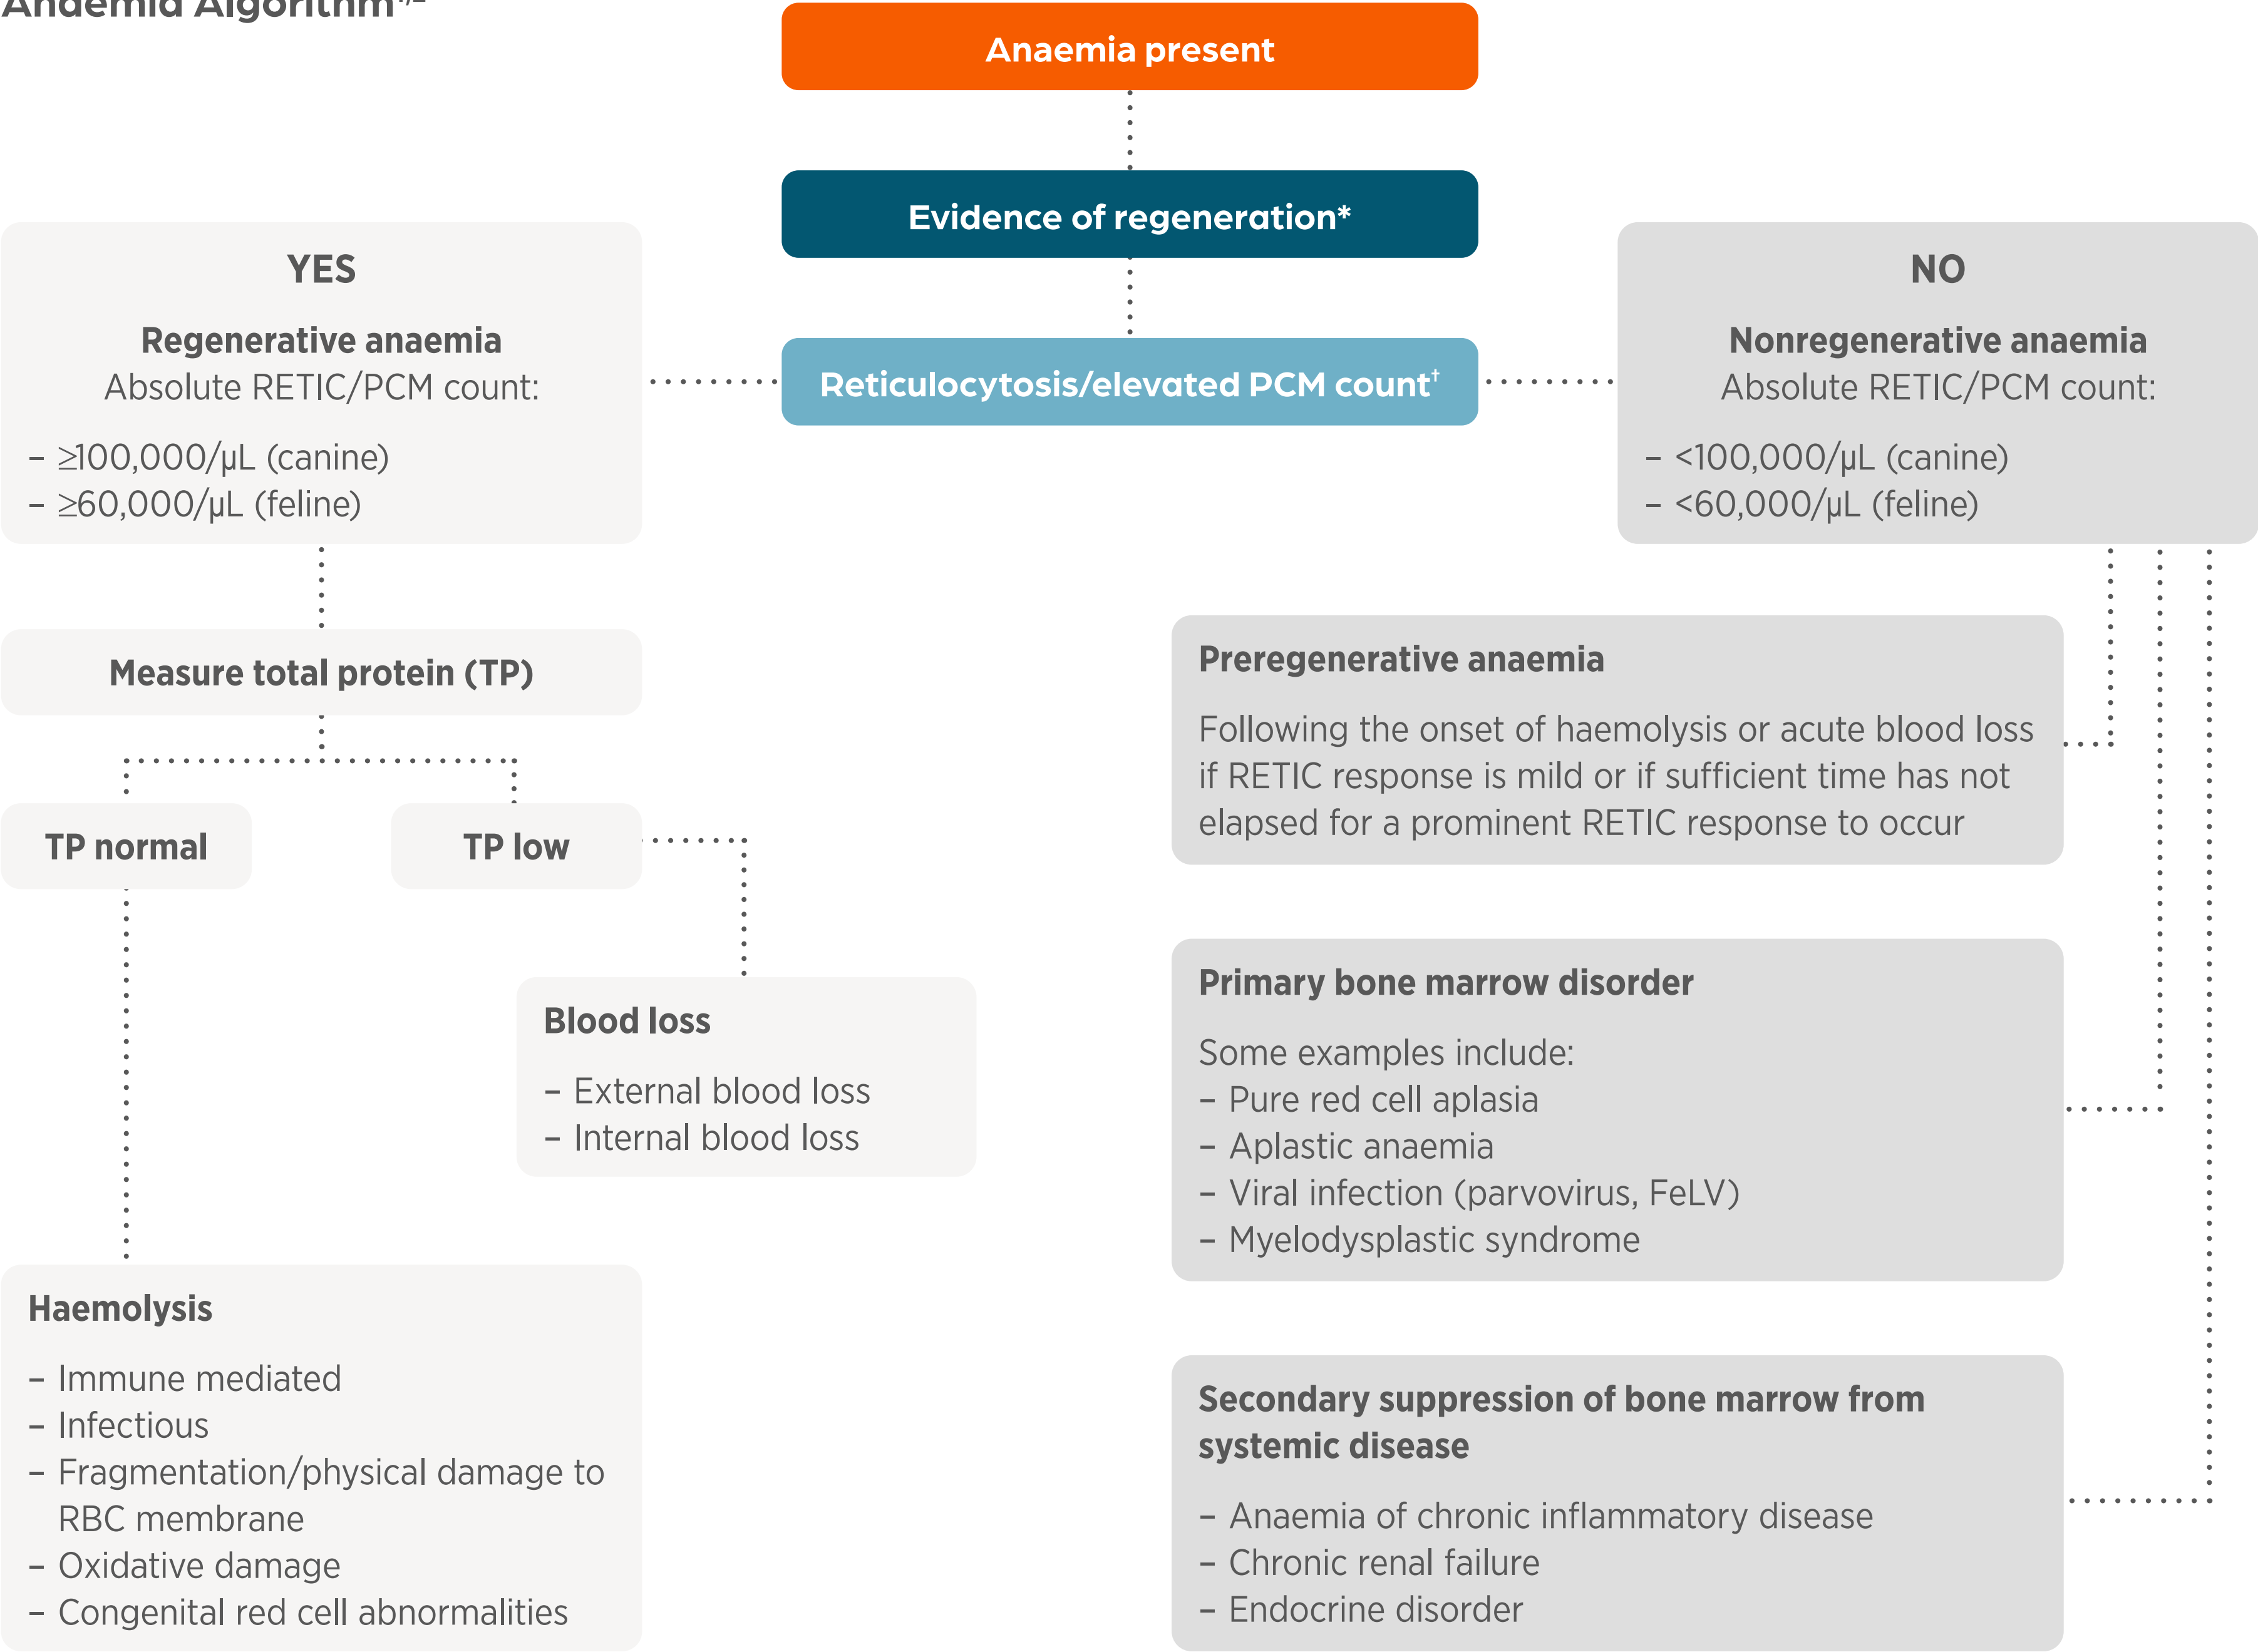 Anaemia Algorithm
Anaemia present
Evidence of regeneration*
Reticulocytosis/elevated PCM count†
YES
Regenerative anaemia
Absolute RETIC/PCM count:
– ≥100,000/µL (canine)
– ≥60,000/µL (feline)
NO
Nonregenerative anaemia
Absolute RETIC/PCM count:
– <100,000/µL (canine)
– <60,000/µL (feline)
Measure total protein (TP)
TP normal
TP low
Blood loss
– External blood loss
– Internal blood loss
Haemolysis
– Immune mediated
– Infectious
– Fragmentation/physical damage to
RBC membrane
– Oxidative damage
– Congenital red cell abnormalities
Preregenerative anaemia
Following the onset of haemolysis or acute blood loss
if RETIC response is mild or if sufficient time has not
elapsed for a prominent RETIC response to occur
Primary bone marrow disorder
Some examples include:
– Pure red cell aplasia
– Aplastic anaemia
– Viral infection (parvovirus, FeLV)
– Myelodysplastic syndrome
Secondary suppression of bone marrow from
systemic disease
– Anaemia of chronic inflammatory disease
– Chronic renal failure
– Endocrine disorder